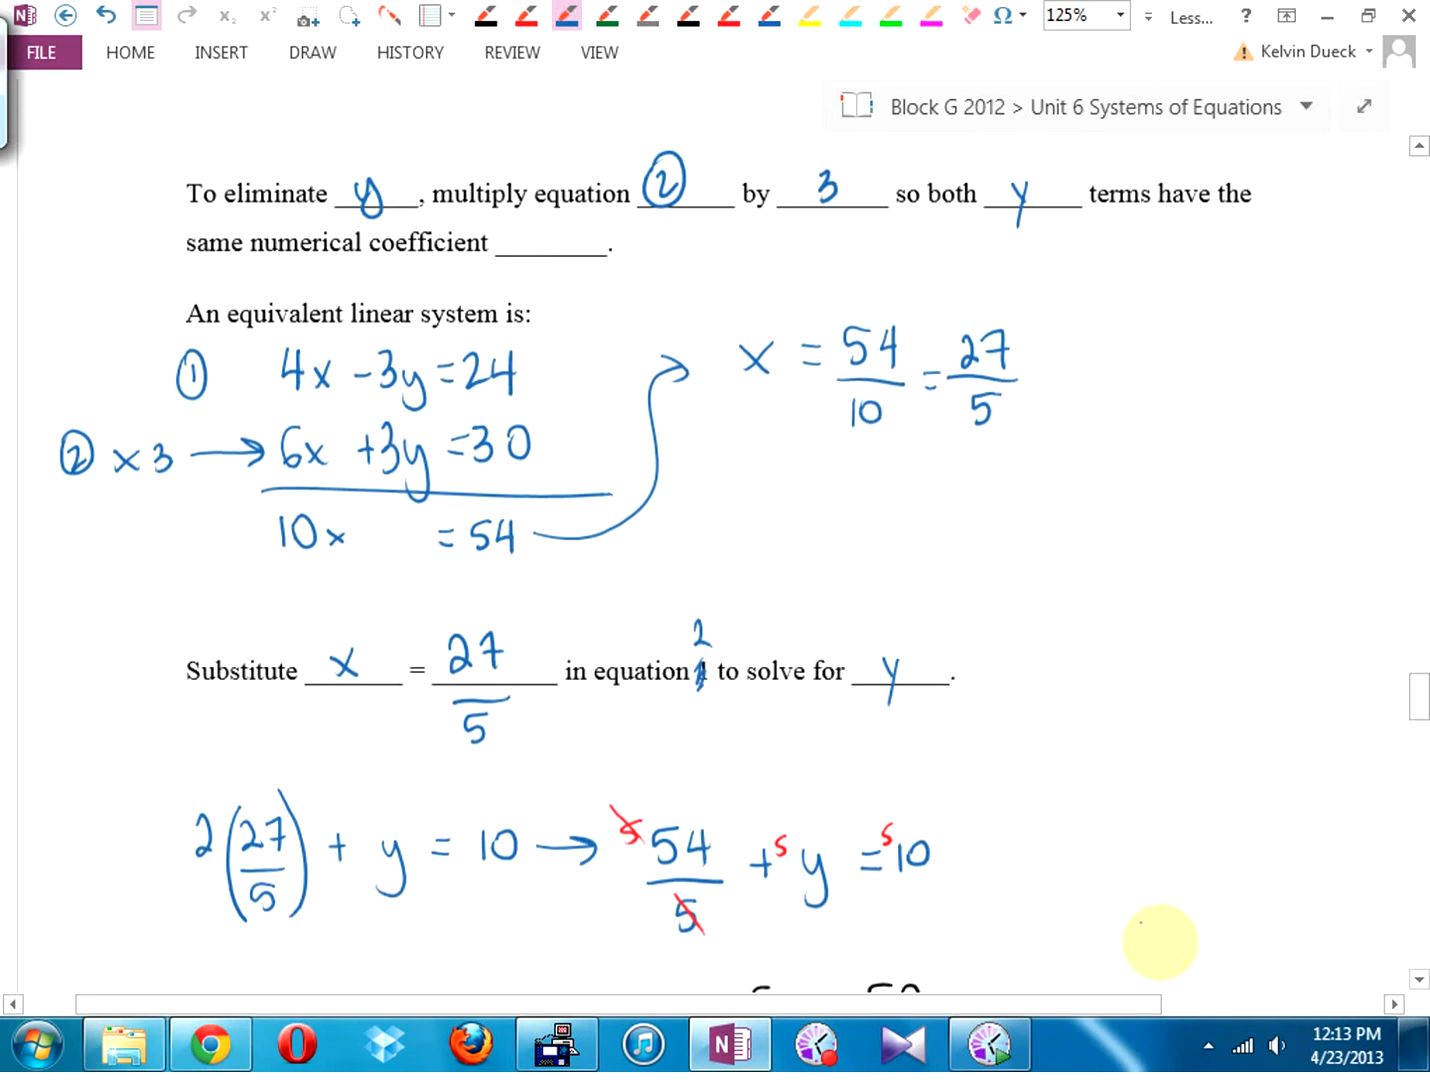 x₂ x² Ω 125% Less... ?
FILE HOME INSERT DRAW HISTORY REVIEW VIEW Kelvin Dueck
Block G 2012 > Unit 6 Systems of Equations
To eliminate y, multiply equation ② by 3 so both y terms have the
same numerical coefficient ________.
An equivalent linear system is:
① 4x - 3y = 24
② x 3 → 6x + 3y = 30
10x = 54
x = 54/10 = 27/5
Substitute x = 27/5 in equation 2 to solve for y.
2(27/5) + y = 10 → 5 54/5 + 5 y = 5 10
12:13 PM
4/23/2013